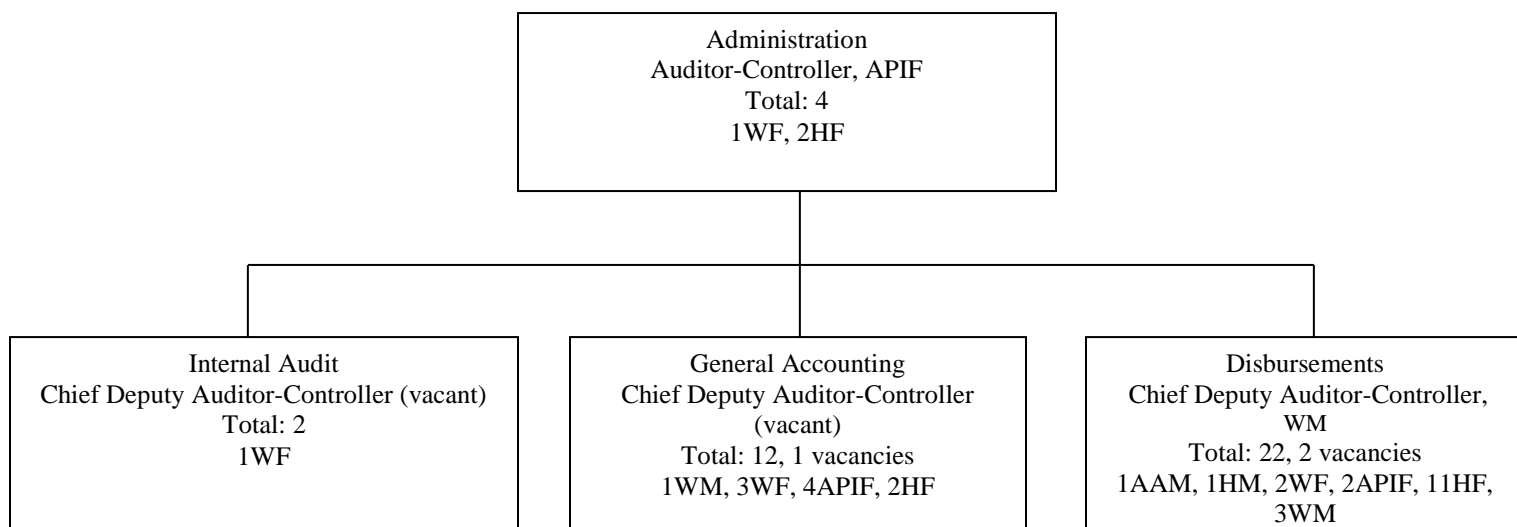 Administration
Auditor-Controller, APIF
Total: 4
1WF, 2HF
Internal Audit
Chief Deputy Auditor-Controller (vacant)
Total: 2
1WF
General Accounting
Chief Deputy Auditor-Controller
(vacant)
Total: 12, 1 vacancies
1WM, 3WF, 4APIF, 2HF
Disbursements
Chief Deputy Auditor-Controller,
WM
Total: 22, 2 vacancies
1AAM, 1HM, 2WF, 2APIF, 11HF,
3WM